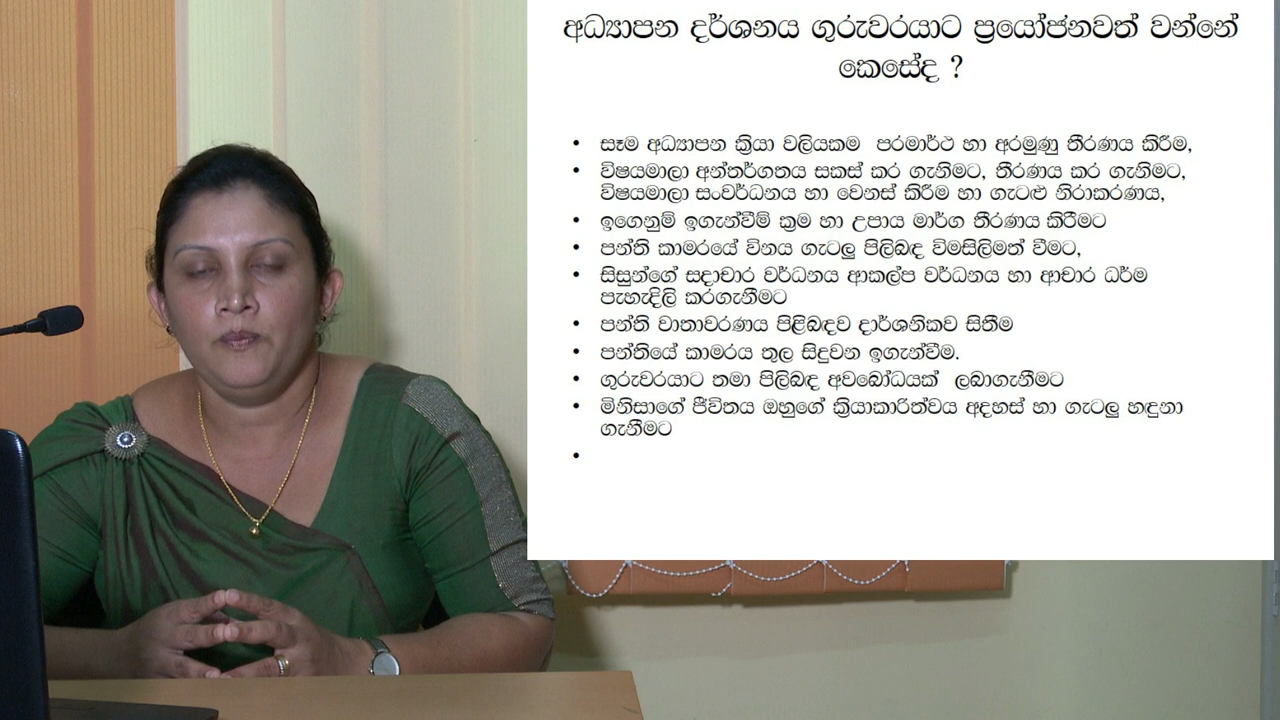 අධ්‍යාපන දර්ශනය ගුරුවරයාට ප්‍රයෝජනවත් වන්නේ
කෙසේද ?
• සෑම අධ්‍යාපන ක්‍රියා වලියකම පරමාර්ථ හා අරමුණු තීරණය කිරීම,
• විෂයමාලා අන්තර්ගතය සකස් කර ගැනිමට, තීරණය කර ගැනිමට,
විෂයමාලා සංවර්ධනය හා වෙනස් කිරීම හා ගැටළු නිරාකරණය,
• ඉගෙනුම් ඉගැන්වීම් ක්‍රම හා උපාය මාර්ග තීරණය කිරීමට
• පන්ති කාමරයේ විනය ගැටලු පිලිබඳ විමසිලිමත් වීමට,
• සිසුන්ගේ සදාචාර වර්ධනය ආකල්ප වර්ධනය හා ආචාර ධර්ම
පැහැදිලි කරගැනීමට
• පන්ති වාතාවරණය පිළිබඳව දාර්ශනිකව සිතීම
• පන්තියේ කාමරය තුල සිදුවන ඉගැන්වීම.
• ගුරුවරයාට තමා පිලිබඳ අවබෝධයක් ලබාගැනීමට
• මිනිසාගේ ජීවිතය ඔහුගේ ක්‍රියාකාරිත්වය අදහස් හා ගැටලු හඳුනා
ගැනීමට
•